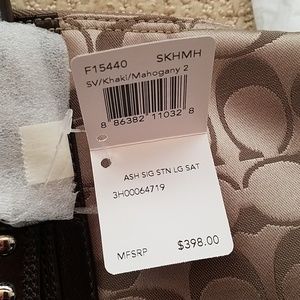 F15440 SKHMH
SV/Khaki/Mahogany 2
8 86382 11032 8
ASH SIG STN LG SAT
3H00064719
MFSRP $398.00